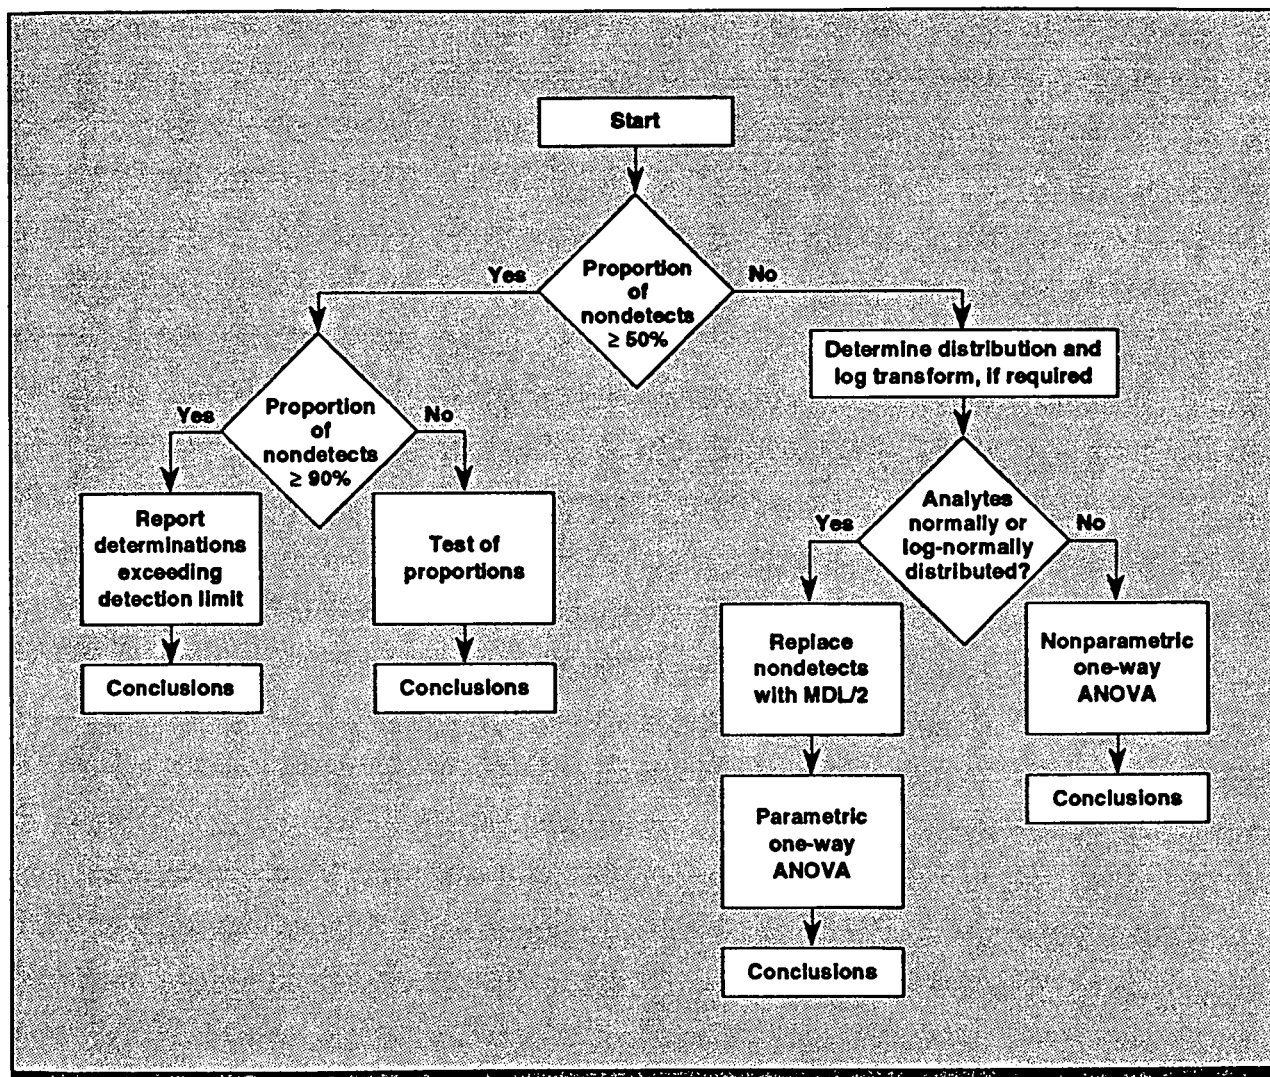 Start
Proportion
of
nondetects
≥ 50%
Yes
No
Proportion
of
nondetects
≥ 90%
Yes
No
Determine distribution and
log transform, if required
Report
determinations
exceeding
detection limit
Test of
proportions
Analytes
normally or
log-normally
distributed?
Yes
No
Conclusions
Conclusions
Replace
nondetects
with MDL/2
Nonparametric
one-way
ANOVA
Parametric
one-way
ANOVA
Conclusions
Conclusions